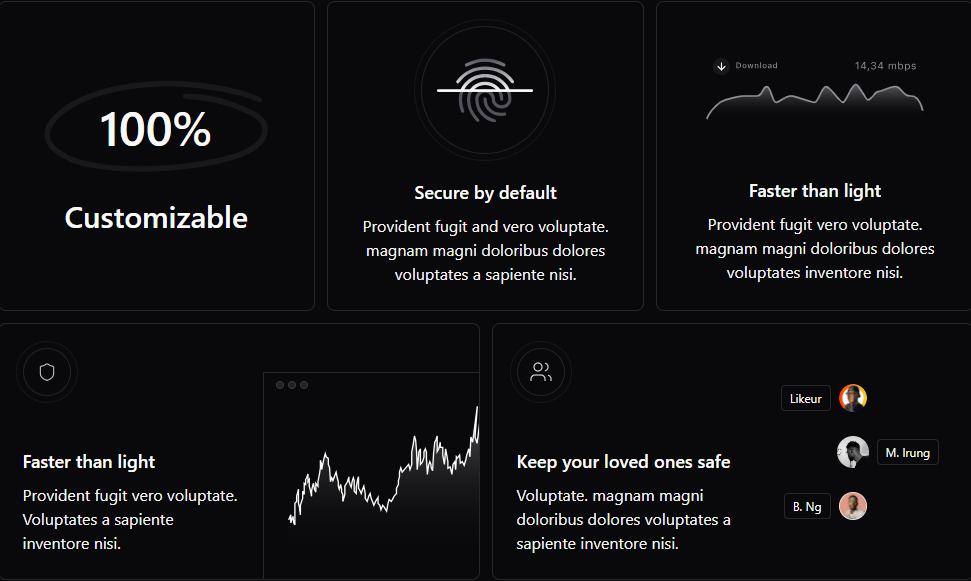 100%
Customizable
Secure by default
Provident fugit and vero voluptate.
magnam magni doloribus dolores
voluptates a sapiente nisi.
Download
14,34 mbps
Faster than light
Provident fugit vero voluptate.
magnam magni doloribus dolores
voluptates inventore nisi.
Faster than light
Provident fugit vero voluptate.
Voluptates a sapiente
inventore nisi.
Keep your loved ones safe
Voluptate. magnam magni
doloribus dolores voluptates a
sapiente inventore nisi.
Likeur
M. Irung
B. Ng